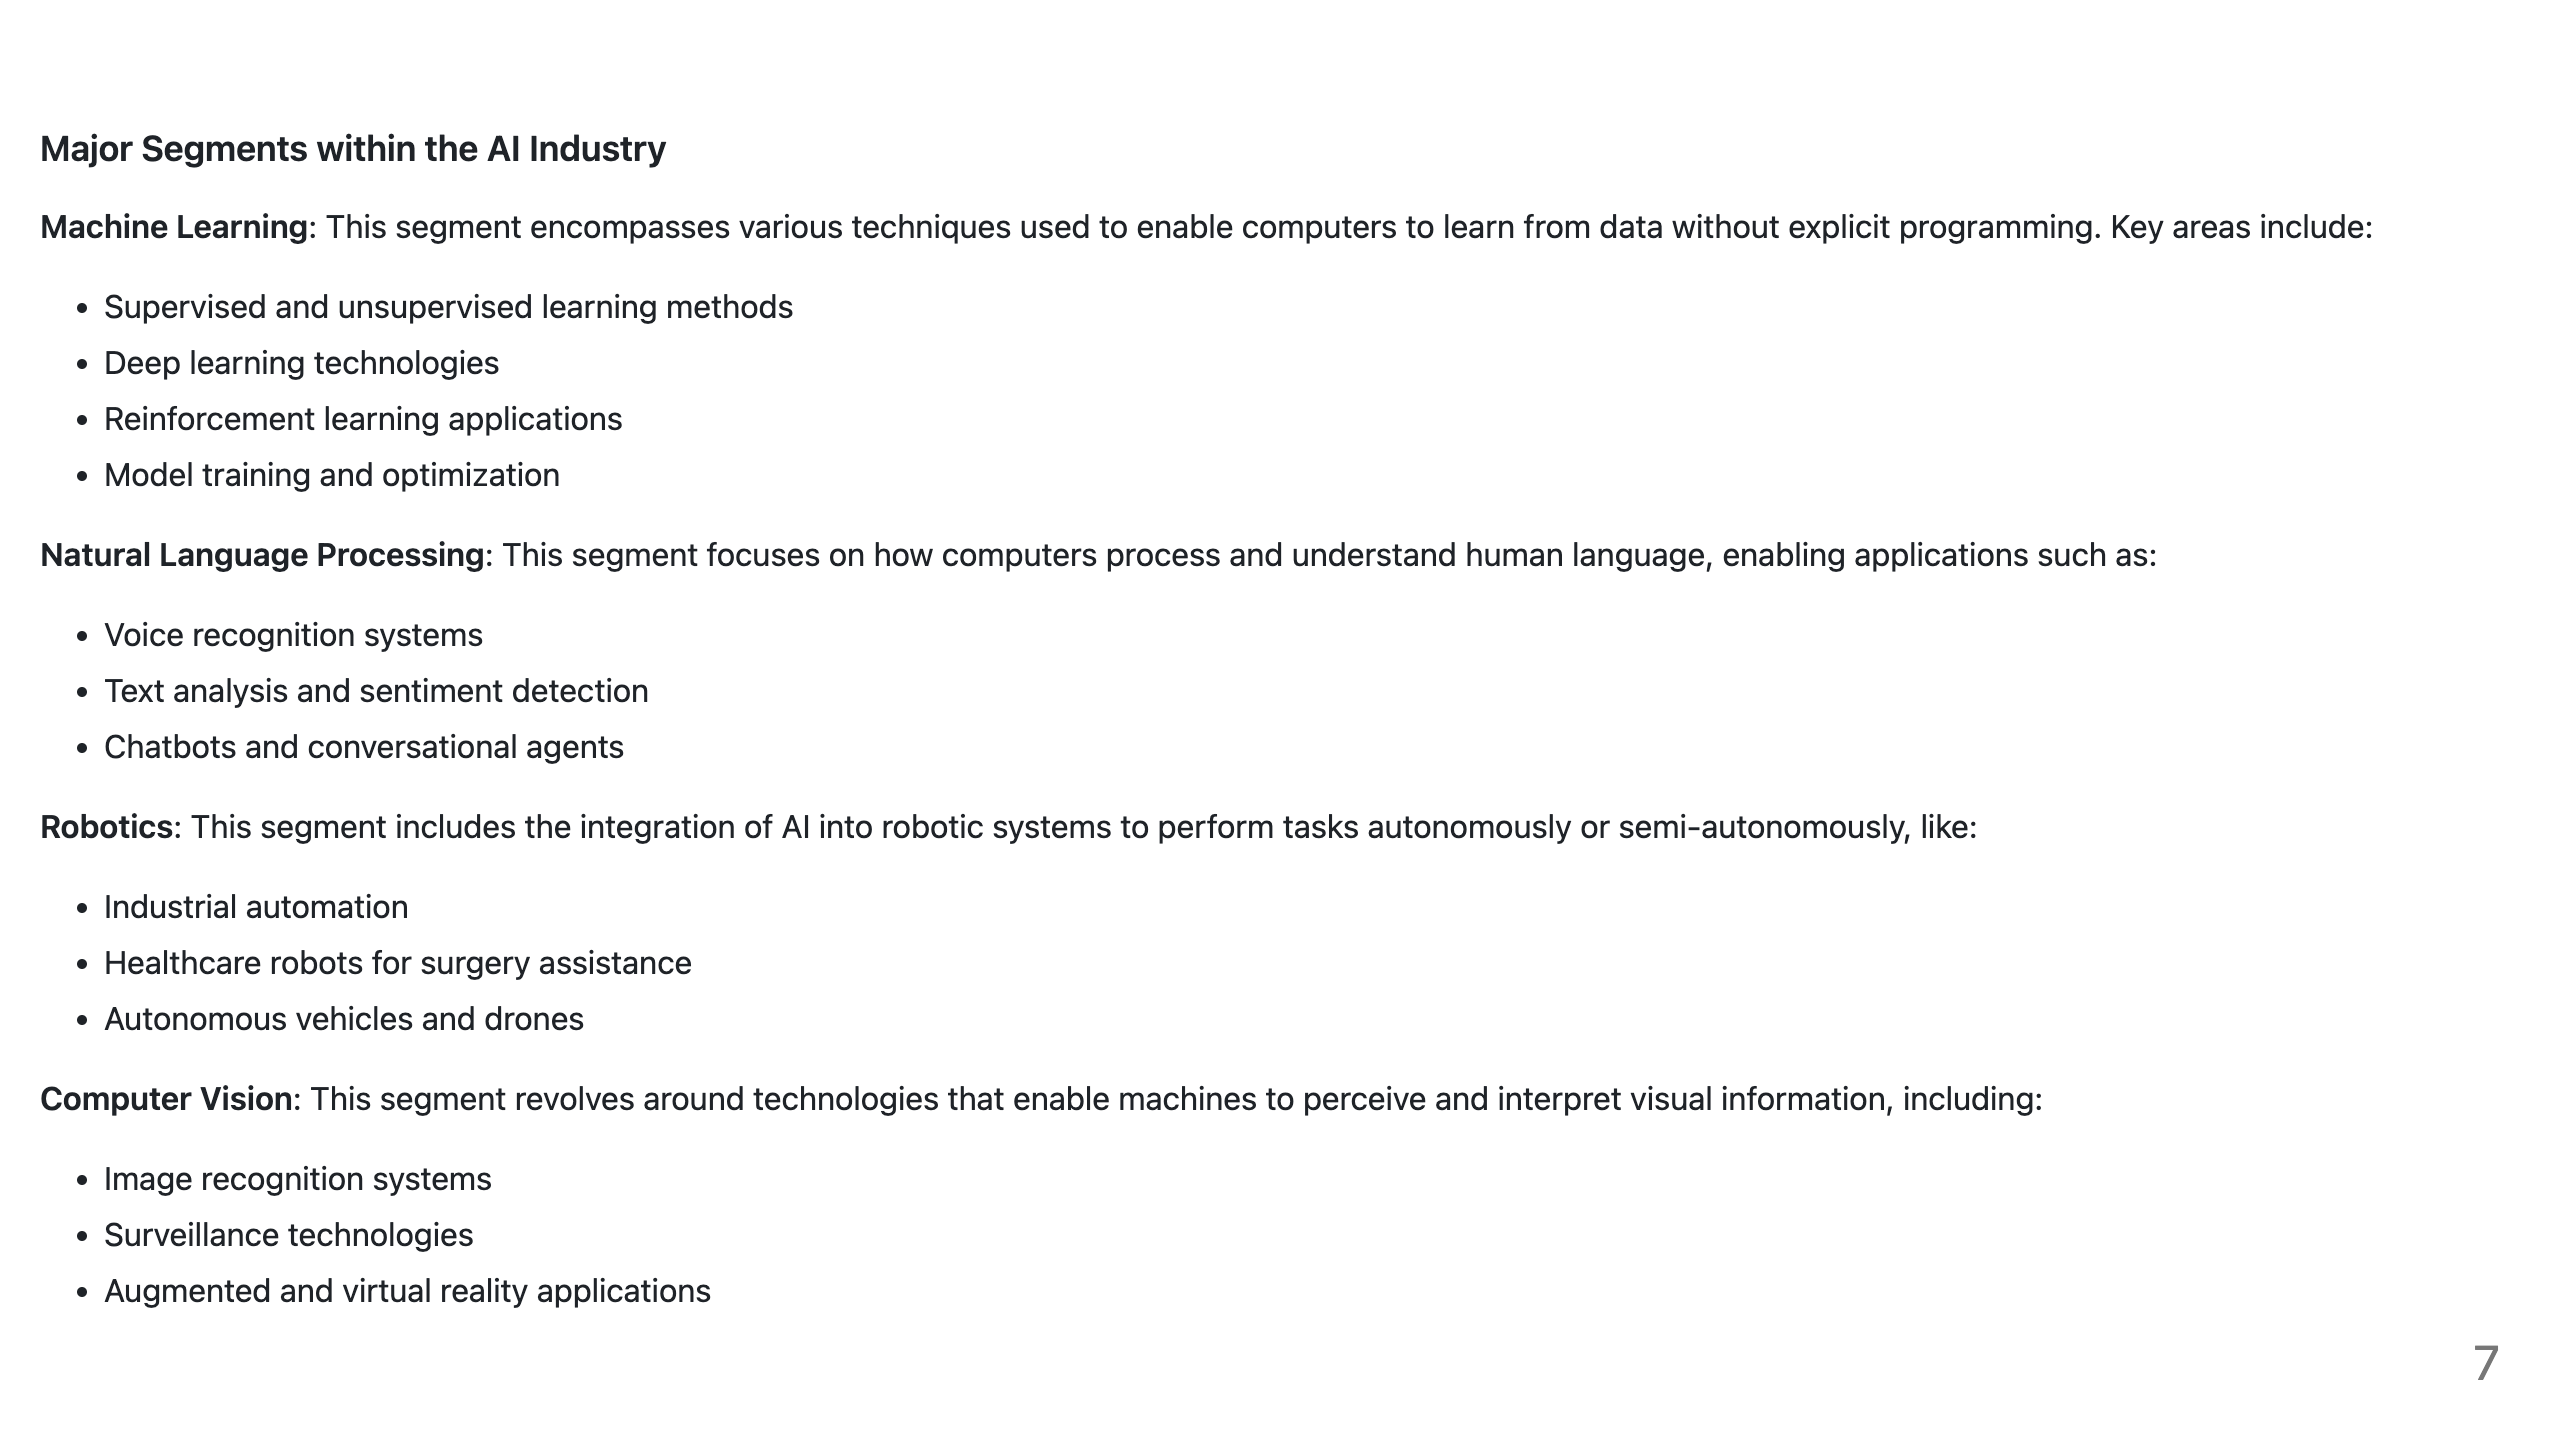 Major Segments within the AI Industry
Machine Learning: This segment encompasses various techniques used to enable computers to learn from data without explicit programming. Key areas include:
• Supervised and unsupervised learning methods
• Deep learning technologies
• Reinforcement learning applications
• Model training and optimization
Natural Language Processing: This segment focuses on how computers process and understand human language, enabling applications such as:
• Voice recognition systems
• Text analysis and sentiment detection
• Chatbots and conversational agents
Robotics: This segment includes the integration of AI into robotic systems to perform tasks autonomously or semi-autonomously, like:
• Industrial automation
• Healthcare robots for surgery assistance
• Autonomous vehicles and drones
Computer Vision: This segment revolves around technologies that enable machines to perceive and interpret visual information, including:
• Image recognition systems
• Surveillance technologies
• Augmented and virtual reality applications
7